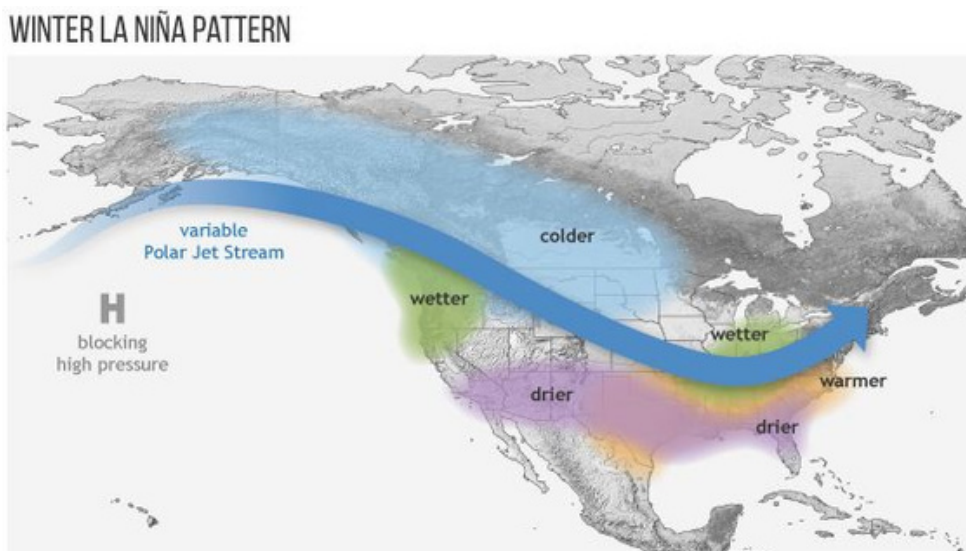 WINTER LA NIÑA PATTERN
variable
Polar Jet Stream
colder
wetter
H
blocking
high pressure
wetter
warmer
drier
drier